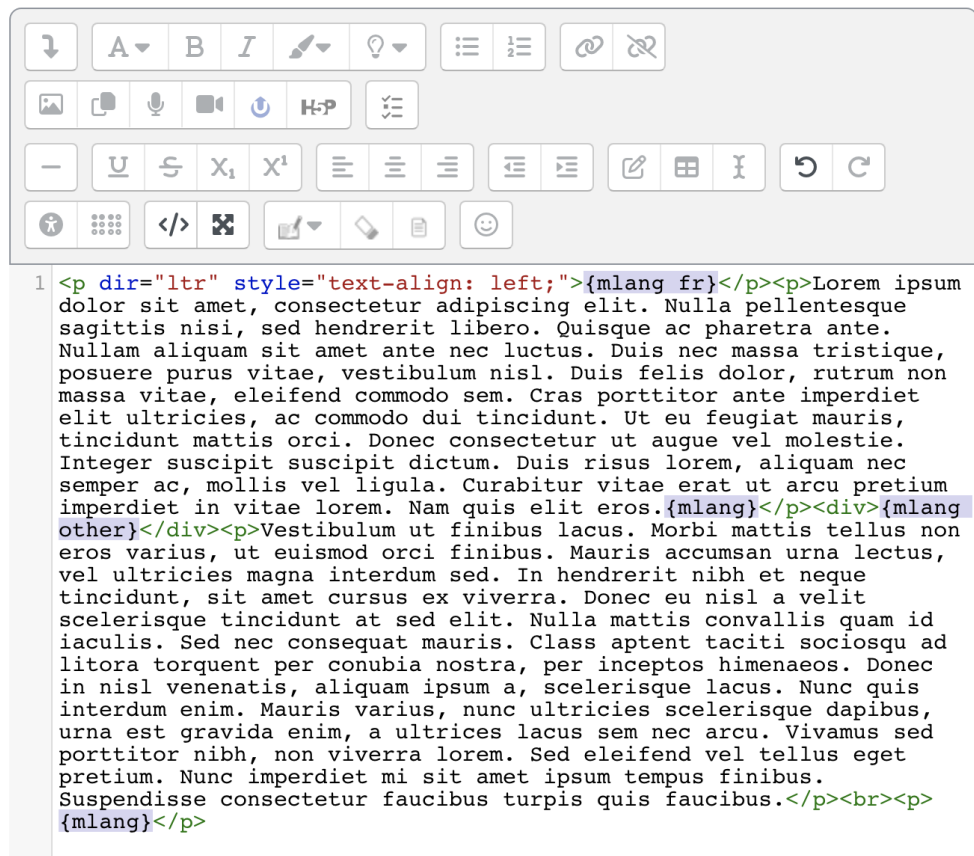 A B I
H5P
U S X₁ X¹
</>
1 <p dir="ltr" style="text-align: left;">{mlang fr}</p><p>Lorem ipsum
dolor sit amet, consectetur adipiscing elit. Nulla pellentesque
sagittis nisi, sed hendrerit libero. Quisque ac pharetra ante.
Nullam aliquam sit amet ante nec luctus. Duis nec massa tristique,
posuere purus vitae, vestibulum nisl. Duis felis dolor, rutrum non
massa vitae, eleifend commodo sem. Cras porttitor ante imperdiet
elit ultricies, ac commodo dui tincidunt. Ut eu feugiat mauris,
tincidunt mattis orci. Donec consectetur ut augue vel molestie.
Integer suscipit suscipit dictum. Duis risus lorem, aliquam nec
semper ac, mollis vel ligula. Curabitur vitae erat ut arcu pretium
imperdiet in vitae lorem. Nam quis elit eros.{mlang}</p><div>{mlang
other}</div><p>Vestibulum ut finibus lacus. Morbi mattis tellus non
eros varius, ut euismod orci finibus. Mauris accumsan urna lectus,
vel ultricies magna interdum sed. In hendrerit nibh et neque
tincidunt, sit amet cursus ex viverra. Donec eu nisl a velit
scelerisque tincidunt at sed elit. Nulla mattis convallis quam id
iaculis. Sed nec consequat mauris. Class aptent taciti sociosqu ad
litora torquent per conubia nostra, per inceptos himenaeos. Donec
in nisl venenatis, aliquam ipsum a, scelerisque lacus. Nunc quis
interdum enim. Mauris varius, nunc ultricies scelerisque dapibus,
urna est gravida enim, a ultrices lacus sem nec arcu. Vivamus sed
porttitor nibh, non viverra lorem. Sed eleifend vel tellus eget
pretium. Nunc imperdiet mi sit amet ipsum tempus finibus.
Suspendisse consectetur faucibus turpis quis faucibus.</p><br><p>
{mlang}</p>